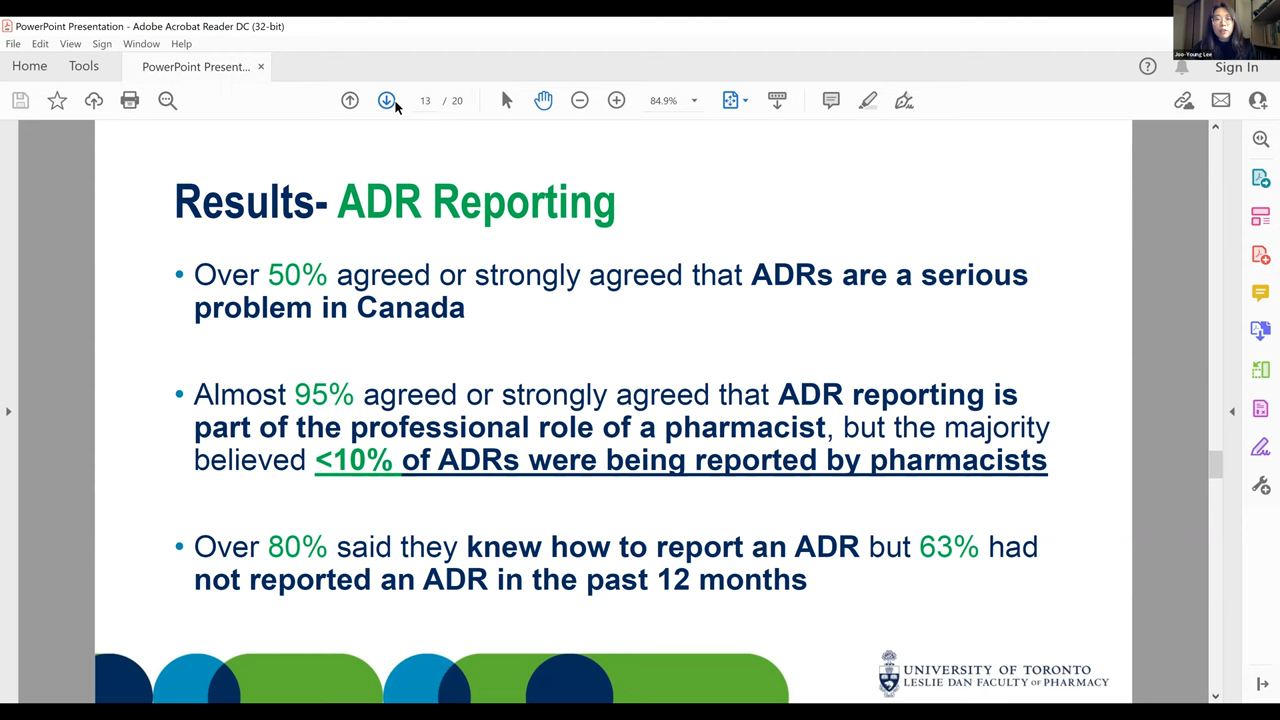 PowerPoint Presentation - Adobe Acrobat Reader DC (32-bit)
File Edit View Sign Window Help
Home Tools PowerPoint Present... ×
Sign In
13 / 20
84.9%
Joo-Young Lee
Results- ADR Reporting
• Over 50% agreed or strongly agreed that ADRs are a serious
problem in Canada
• Almost 95% agreed or strongly agreed that ADR reporting is
part of the professional role of a pharmacist, but the majority
believed <10% of ADRs were being reported by pharmacists
• Over 80% said they knew how to report an ADR but 63% had
not reported an ADR in the past 12 months
UNIVERSITY OF TORONTO
LESLIE DAN FACULTY OF PHARMACY